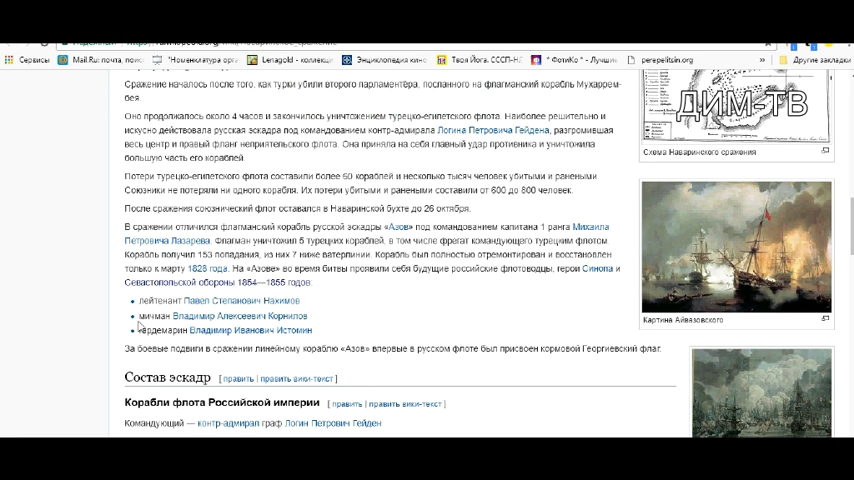 Сервисы
Mail.Ru: почта, поис
"Номенклатура орга
Lenagold - коллекц
Энциклопедия кино
Твоя Йога. СССР-Н
* ФотиКо * - Лучши
perepelitsin.mg
Другие закладки
Сражение началось после того, как турки убили второго парламентёра, посланного на флагманский корабль Мухаррем-
бея.
Оно продолжалось около 4 часов и закончилось уничтожением турецко-египетского флота. Наиболее решительно и
искусно действовала русская эскадра под командованием контр-адмирала Логина Петровича Гейдена, разгромившая
весь центр и правый фланг неприятельского флота. Она приняла на себя главный удар противника и уничтожила
большую часть его кораблей.
Потери турецко-египетского флота составили более 60 кораблей и несколько тысяч человек убитыми и ранеными.
Союзники не потеряли ни одного корабля. Их потери убитыми и ранеными составили от 600 до 800 человек.
После сражения союзнический флот оставался в Наваринской бухте до 26 октября.
В сражении отличился флагманский корабль русской эскадры «Азов» под командованием капитана 1 ранга Михаила
Петровича Лазарева. Флагман уничтожил 5 турецких кораблей, в том числе фрегат командующего турецким флотом.
Корабль получил 153 попадания, из них 7 ниже ватерлинии. Корабль был полностью отремонтирован и восстановлен
только к марту 1828 года. На «Азове» во время битвы проявили себя будущие российские флотоводцы, герои Синопа и
Севастопольской обороны 1854—1855 годов:
лейтенант Павел Степанович Нахимов
мичман Владимир Алексеевич Корнилов
гардемарин Владимир Иванович Истомин
За боевые подвиги в сражении линейному кораблю «Азов» впервые в русском флоте был присвоен кормовой Георгиевский флаг.
Состав эскадр [ править | править вики-текст ]
Корабли флота Российской империи [ править | править вики-текст ]
Командующий — контр-адмирал граф Логин Петрович Гейден
ДИМ-ТВ
Схема Наваринского сражения
Картина Айвазовского